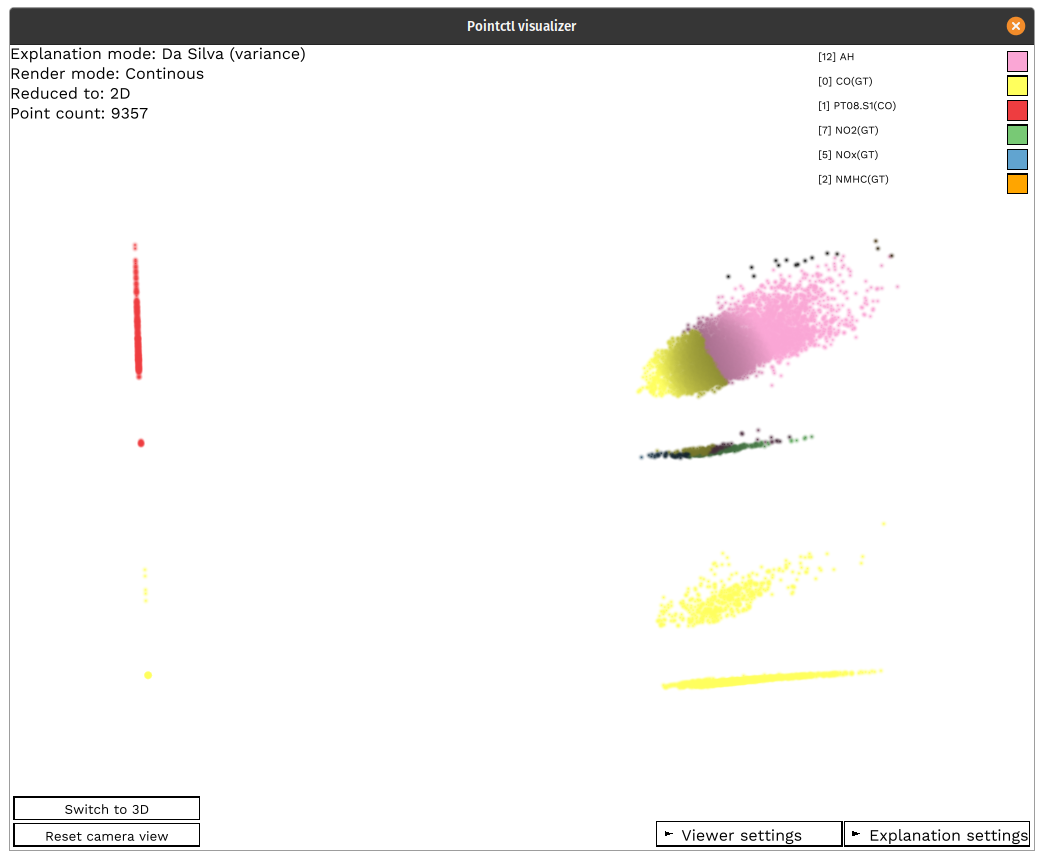 Pointctl visualizer
Explanation mode: Da Silva (variance)
Render mode: Continous
Reduced to: 2D
Point count: 9357
[12] AH
[0] CO(GT)
[1] PT08.S1(CO)
[7] NO2(GT)
[5] NOx(GT)
[2] NMHC(GT)
Switch to 3D
Reset camera view
Viewer settings
Explanation settings